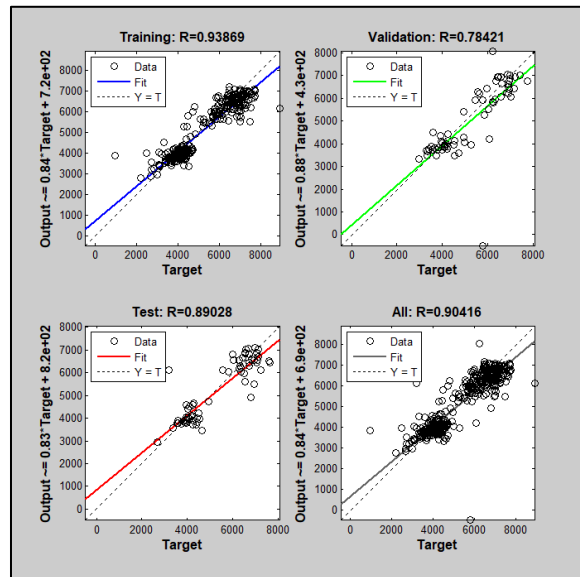 Training: R=0.93869
Output ~= 0.84*Target + 7.2e+02
8000
7000
6000
5000
4000
3000
2000
1000
0
Data
Fit
Y = T
0 2000 4000 6000 8000
Target
Validation: R=0.78421
Output ~= 0.88*Target + 4.3e+02
8000
7000
6000
5000
4000
3000
2000
1000
0
Data
Fit
Y = T
0 2000 4000 6000 8000
Target
Test: R=0.89028
Output ~= 0.83*Target + 8.2e+02
8000
7000
6000
5000
4000
3000
2000
1000
0
Data
Fit
Y = T
0 2000 4000 6000 8000
Target
All: R=0.90416
Output ~= 0.84*Target + 6.9e+02
8000
7000
6000
5000
4000
3000
2000
1000
0
Data
Fit
Y = T
0 2000 4000 6000 8000
Target